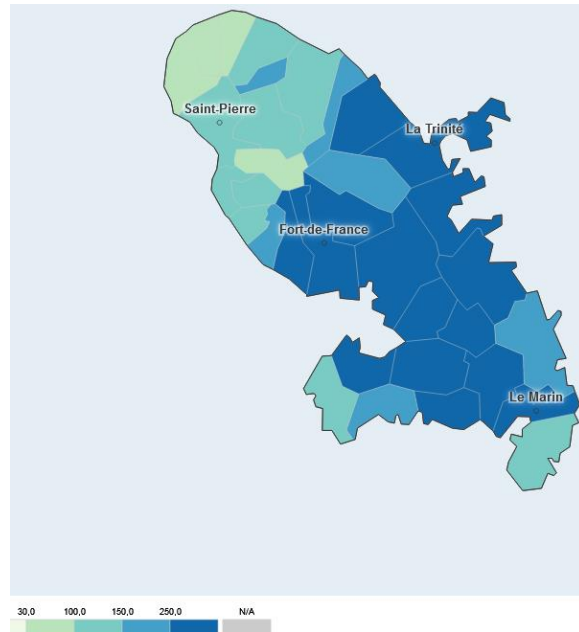 Saint-Pierre
La Trinité
Fort-de-France
Le Marin
30,0 100,0 150,0 250,0 N/A